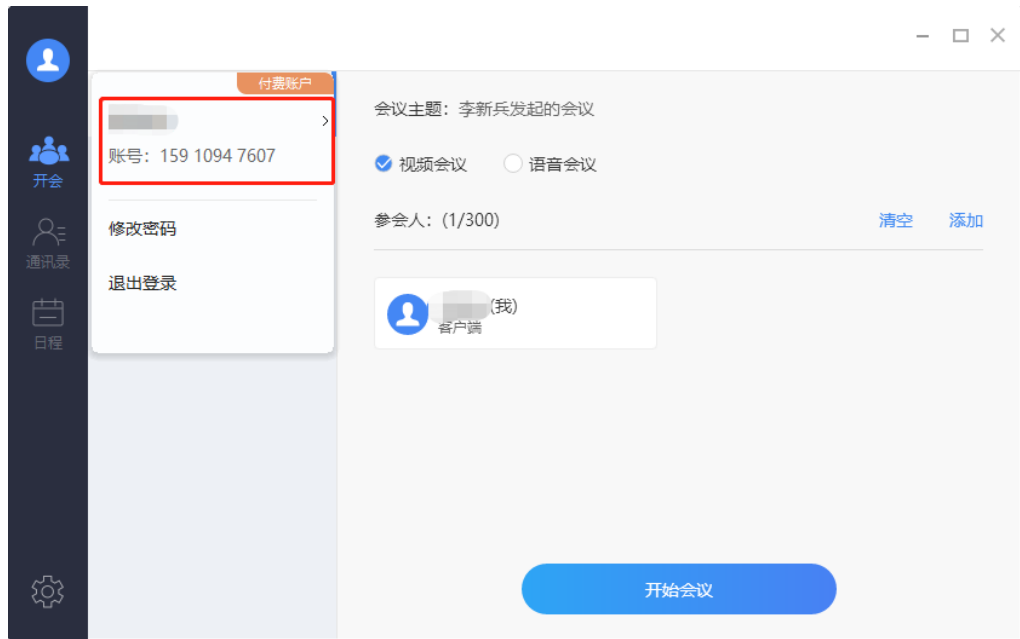 付费账户
账号：159 1094 7607
修改密码
退出登录
开会
通讯录
日程
会议主题：李新兵发起的会议
视频会议 语音会议
参会人：(1/300) 清空 添加
(我)
客户端
开始会议